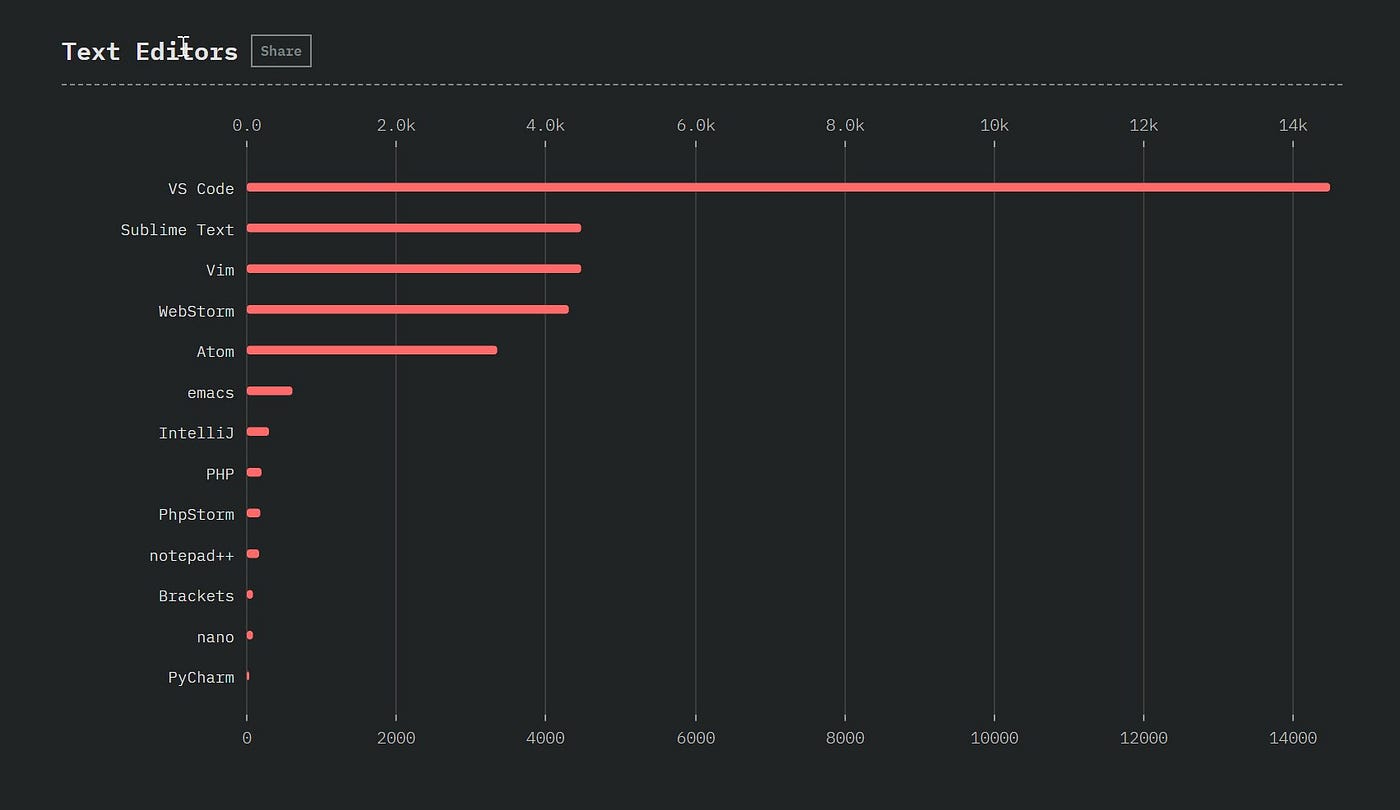 Text Editors Share
0.0 2.0k 4.0k 6.0k 8.0k 10k 12k 14k
VS Code
Sublime Text
Vim
WebStorm
Atom
emacs
IntelliJ
PHP
PhpStorm
notepad++
Brackets
nano
PyCharm
0 2000 4000 6000 8000 10000 12000 14000